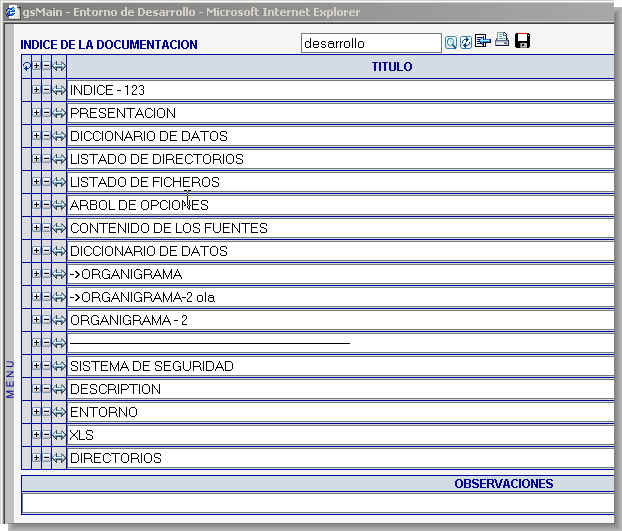 gsMain - Entorno de Desarrollo - Microsoft Internet Explorer
INDICE DE LA DOCUMENTACION
desarrollo
TITULO
INDICE - 123
PRESENTACION
DICCIONARIO DE DATOS
LISTADO DE DIRECTORIOS
LISTADO DE FICHEROS
ARBOL DE OPCIONES
CONTENIDO DE LOS FUENTES
DICCIONARIO DE DATOS
->ORGANIGRAMA
->ORGANIGRAMA-2 ola
ORGANIGRAMA - 2
SISTEMA DE SEGURIDAD
DESCRIPTION
ENTORNO
XLS
DIRECTORIOS
MENU
OBSERVACIONES